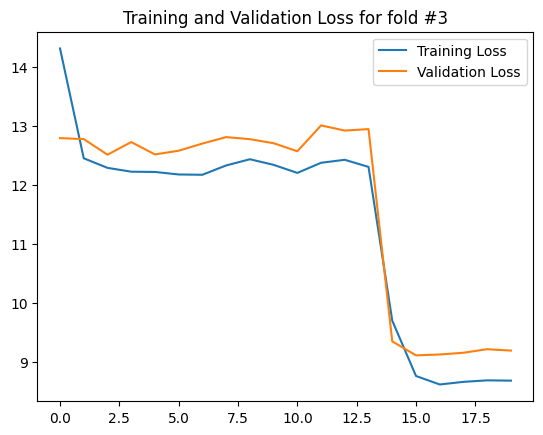 Training and Validation Loss for fold #3
Training Loss
Validation Loss
14
13
12
11
10
9
0.0 2.5 5.0 7.5 10.0 12.5 15.0 17.5